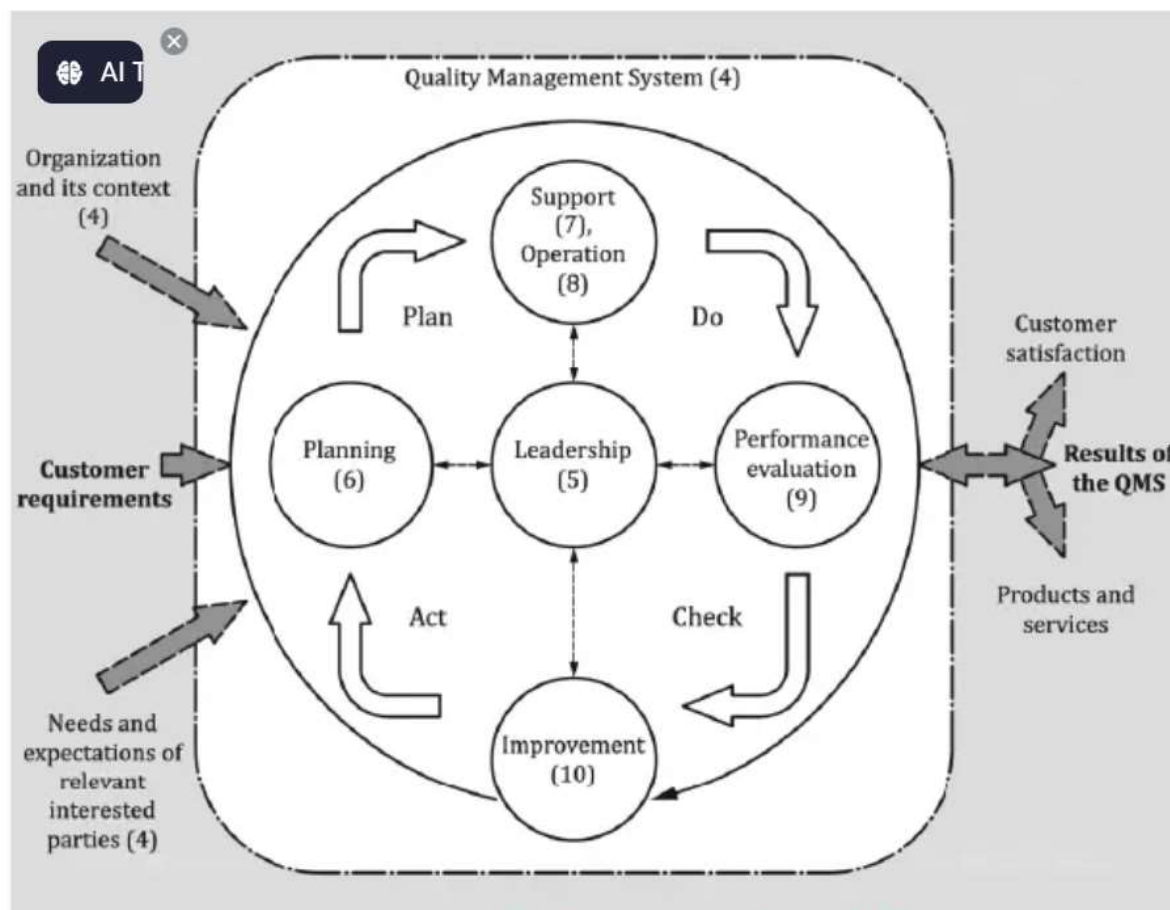 AI T
Quality Management System (4)
Organization
and its context
(4)
Support
(7),
Operation
(8)
Plan
Do
Customer
satisfaction
Customer
requirements
Planning
(6)
Leadership
(5)
Performance
evaluation
(9)
Results of
the QMS
Act
Check
Products and
services
Needs and
expectations of
relevant
interested
parties (4)
Improvement
(10)